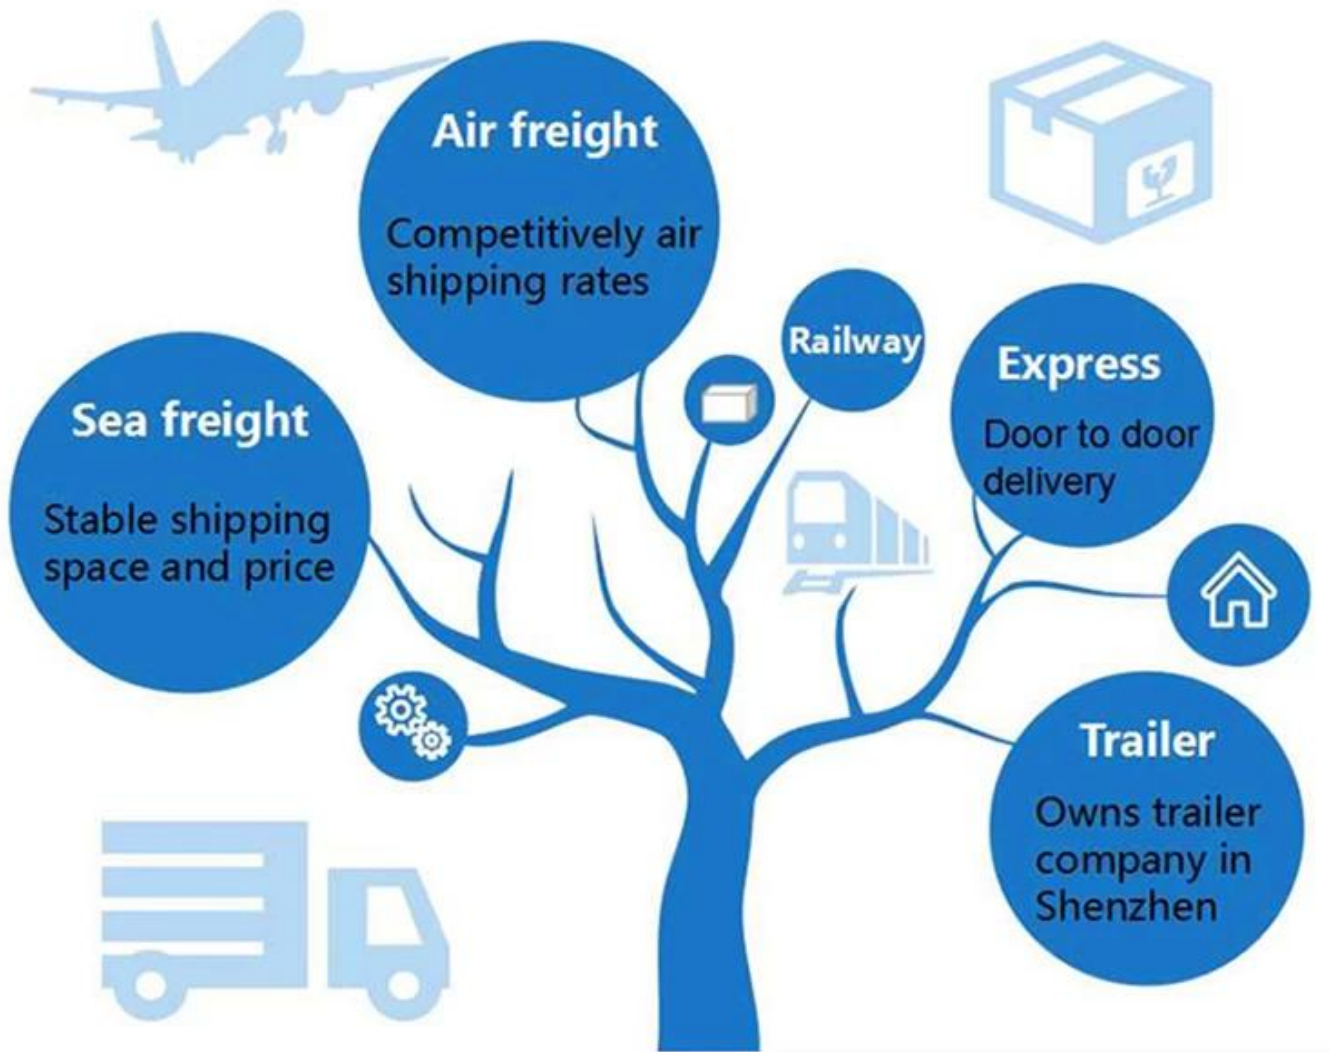 Air freight
Competitively air
shipping rates
Railway
Express
Door to door
delivery
Sea freight
Stable shipping
space and price
Trailer
Owns trailer
company in
Shenzhen